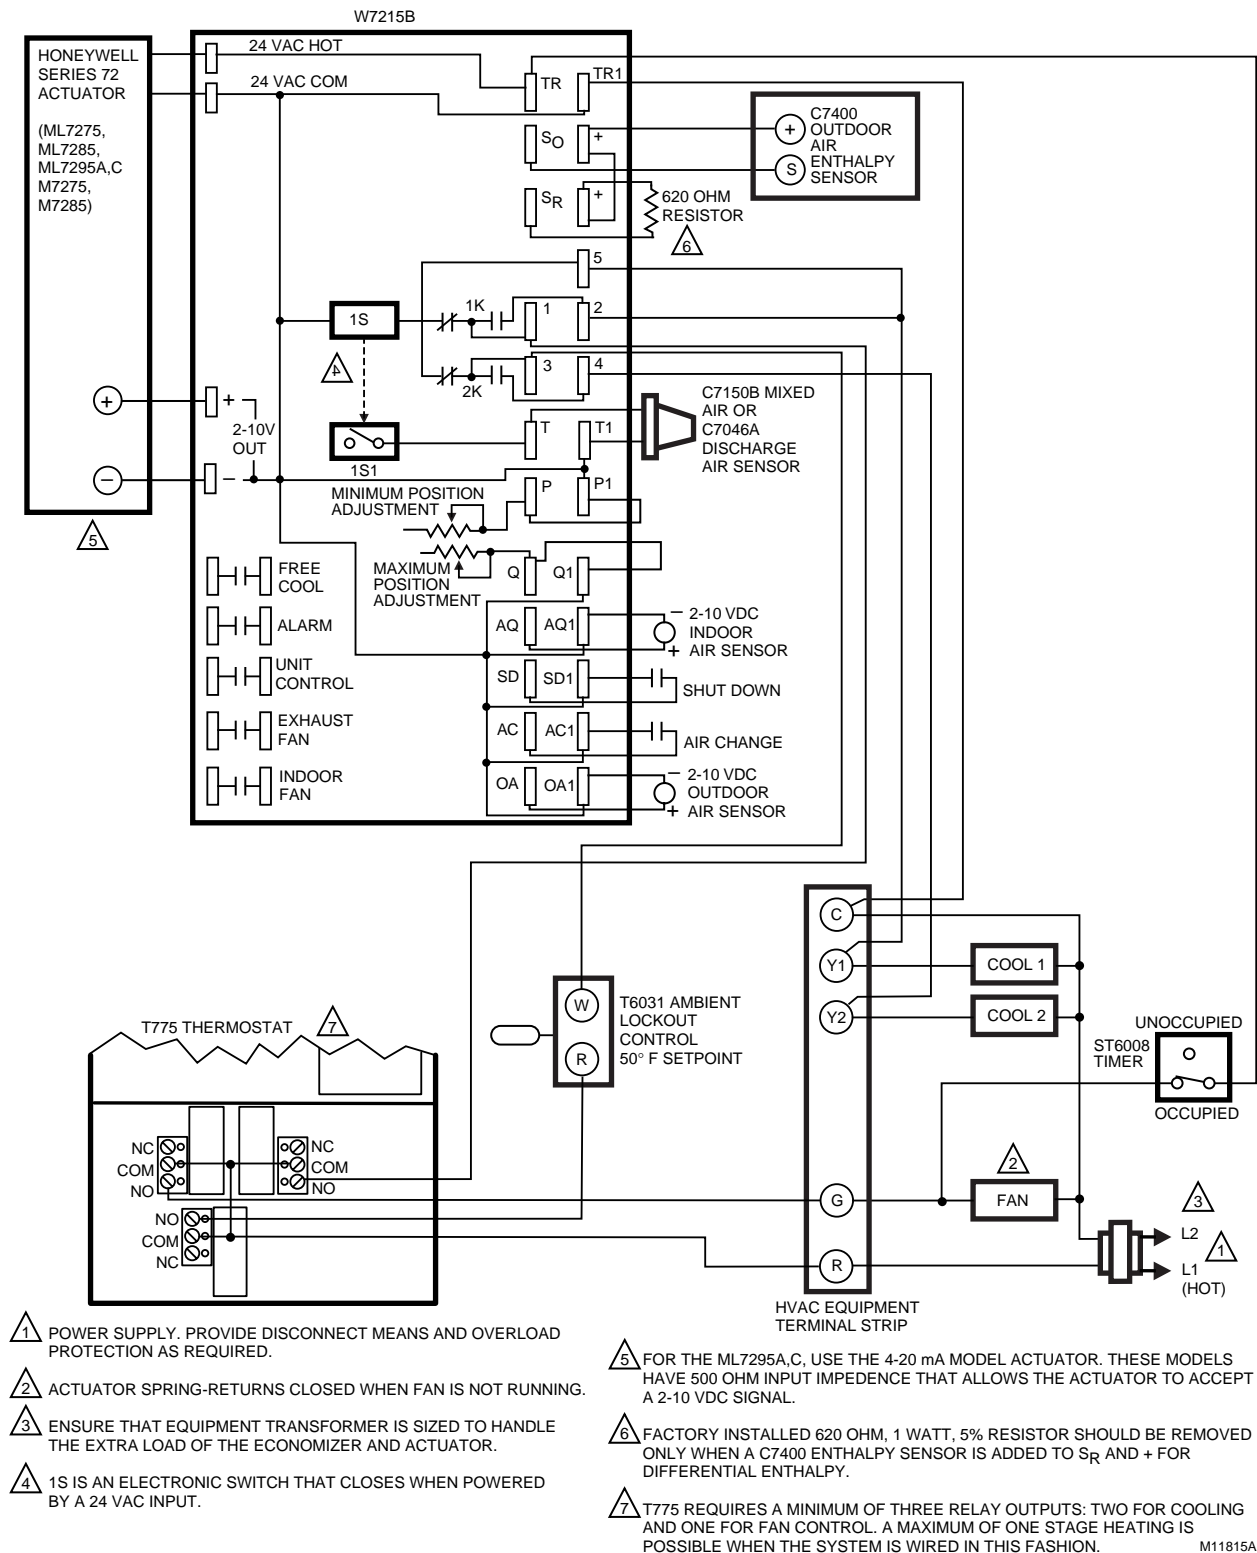 W7215B
HONEYWELL
SERIES 72
ACTUATOR
(ML7275,
ML7285,
ML7295A,C
M7275,
M7285)
24 VAC HOT
24 VAC COM
TR
TR1
SO
+
SR
+
C7400
OUTDOOR
AIR
ENTHALPY
SENSOR
+
S
620 OHM
RESISTOR
6
5
1S
1K
1
2
4
3
4
2K
+
+
2-10V
OUT
−
−
1S1
T
T1
C7150B MIXED
AIR OR
C7046A
DISCHARGE
AIR SENSOR
MINIMUM POSITION
ADJUSTMENT
P
P1
5
MAXIMUM
POSITION
ADJUSTMENT
Q
Q1
FREE
COOL
ALARM
UNIT
CONTROL
EXHAUST
FAN
INDOOR
FAN
AQ
AQ1
− 2-10 VDC
INDOOR
+ AIR SENSOR
SD
SD1
SHUT DOWN
AC
AC1
AIR CHANGE
OA
OA1
− 2-10 VDC
OUTDOOR
+ AIR SENSOR
C
Y1
COOL 1
Y2
COOL 2
W
R
T6031 AMBIENT
LOCKOUT
CONTROL
50° F SETPOINT
UNOCCUPIED
ST6008
TIMER
OCCUPIED
T775 THERMOSTAT
7
NC
COM
NO
NC
COM
NO
NO
COM
NC
2
G
FAN
3
L2
1
R
L1
(HOT)
HVAC EQUIPMENT
TERMINAL STRIP
1 POWER SUPPLY. PROVIDE DISCONNECT MEANS AND OVERLOAD
PROTECTION AS REQUIRED.
2 ACTUATOR SPRING-RETURNS CLOSED WHEN FAN IS NOT RUNNING.
3 ENSURE THAT EQUIPMENT TRANSFORMER IS SIZED TO HANDLE
THE EXTRA LOAD OF THE ECONOMIZER AND ACTUATOR.
4 1S IS AN ELECTRONIC SWITCH THAT CLOSES WHEN POWERED
BY A 24 VAC INPUT.
5 FOR THE ML7295A,C, USE THE 4-20 mA MODEL ACTUATOR. THESE MODELS
HAVE 500 OHM INPUT IMPEDENCE THAT ALLOWS THE ACTUATOR TO ACCEPT
A 2-10 VDC SIGNAL.
6 FACTORY INSTALLED 620 OHM, 1 WATT, 5% RESISTOR SHOULD BE REMOVED
ONLY WHEN A C7400 ENTHALPY SENSOR IS ADDED TO SR AND + FOR
DIFFERENTIAL ENTHALPY.
7 T775 REQUIRES A MINIMUM OF THREE RELAY OUTPUTS: TWO FOR COOLING
AND ONE FOR FAN CONTROL. A MAXIMUM OF ONE STAGE HEATING IS
POSSIBLE WHEN THE SYSTEM IS WIRED IN THIS FASHION.
M11815A